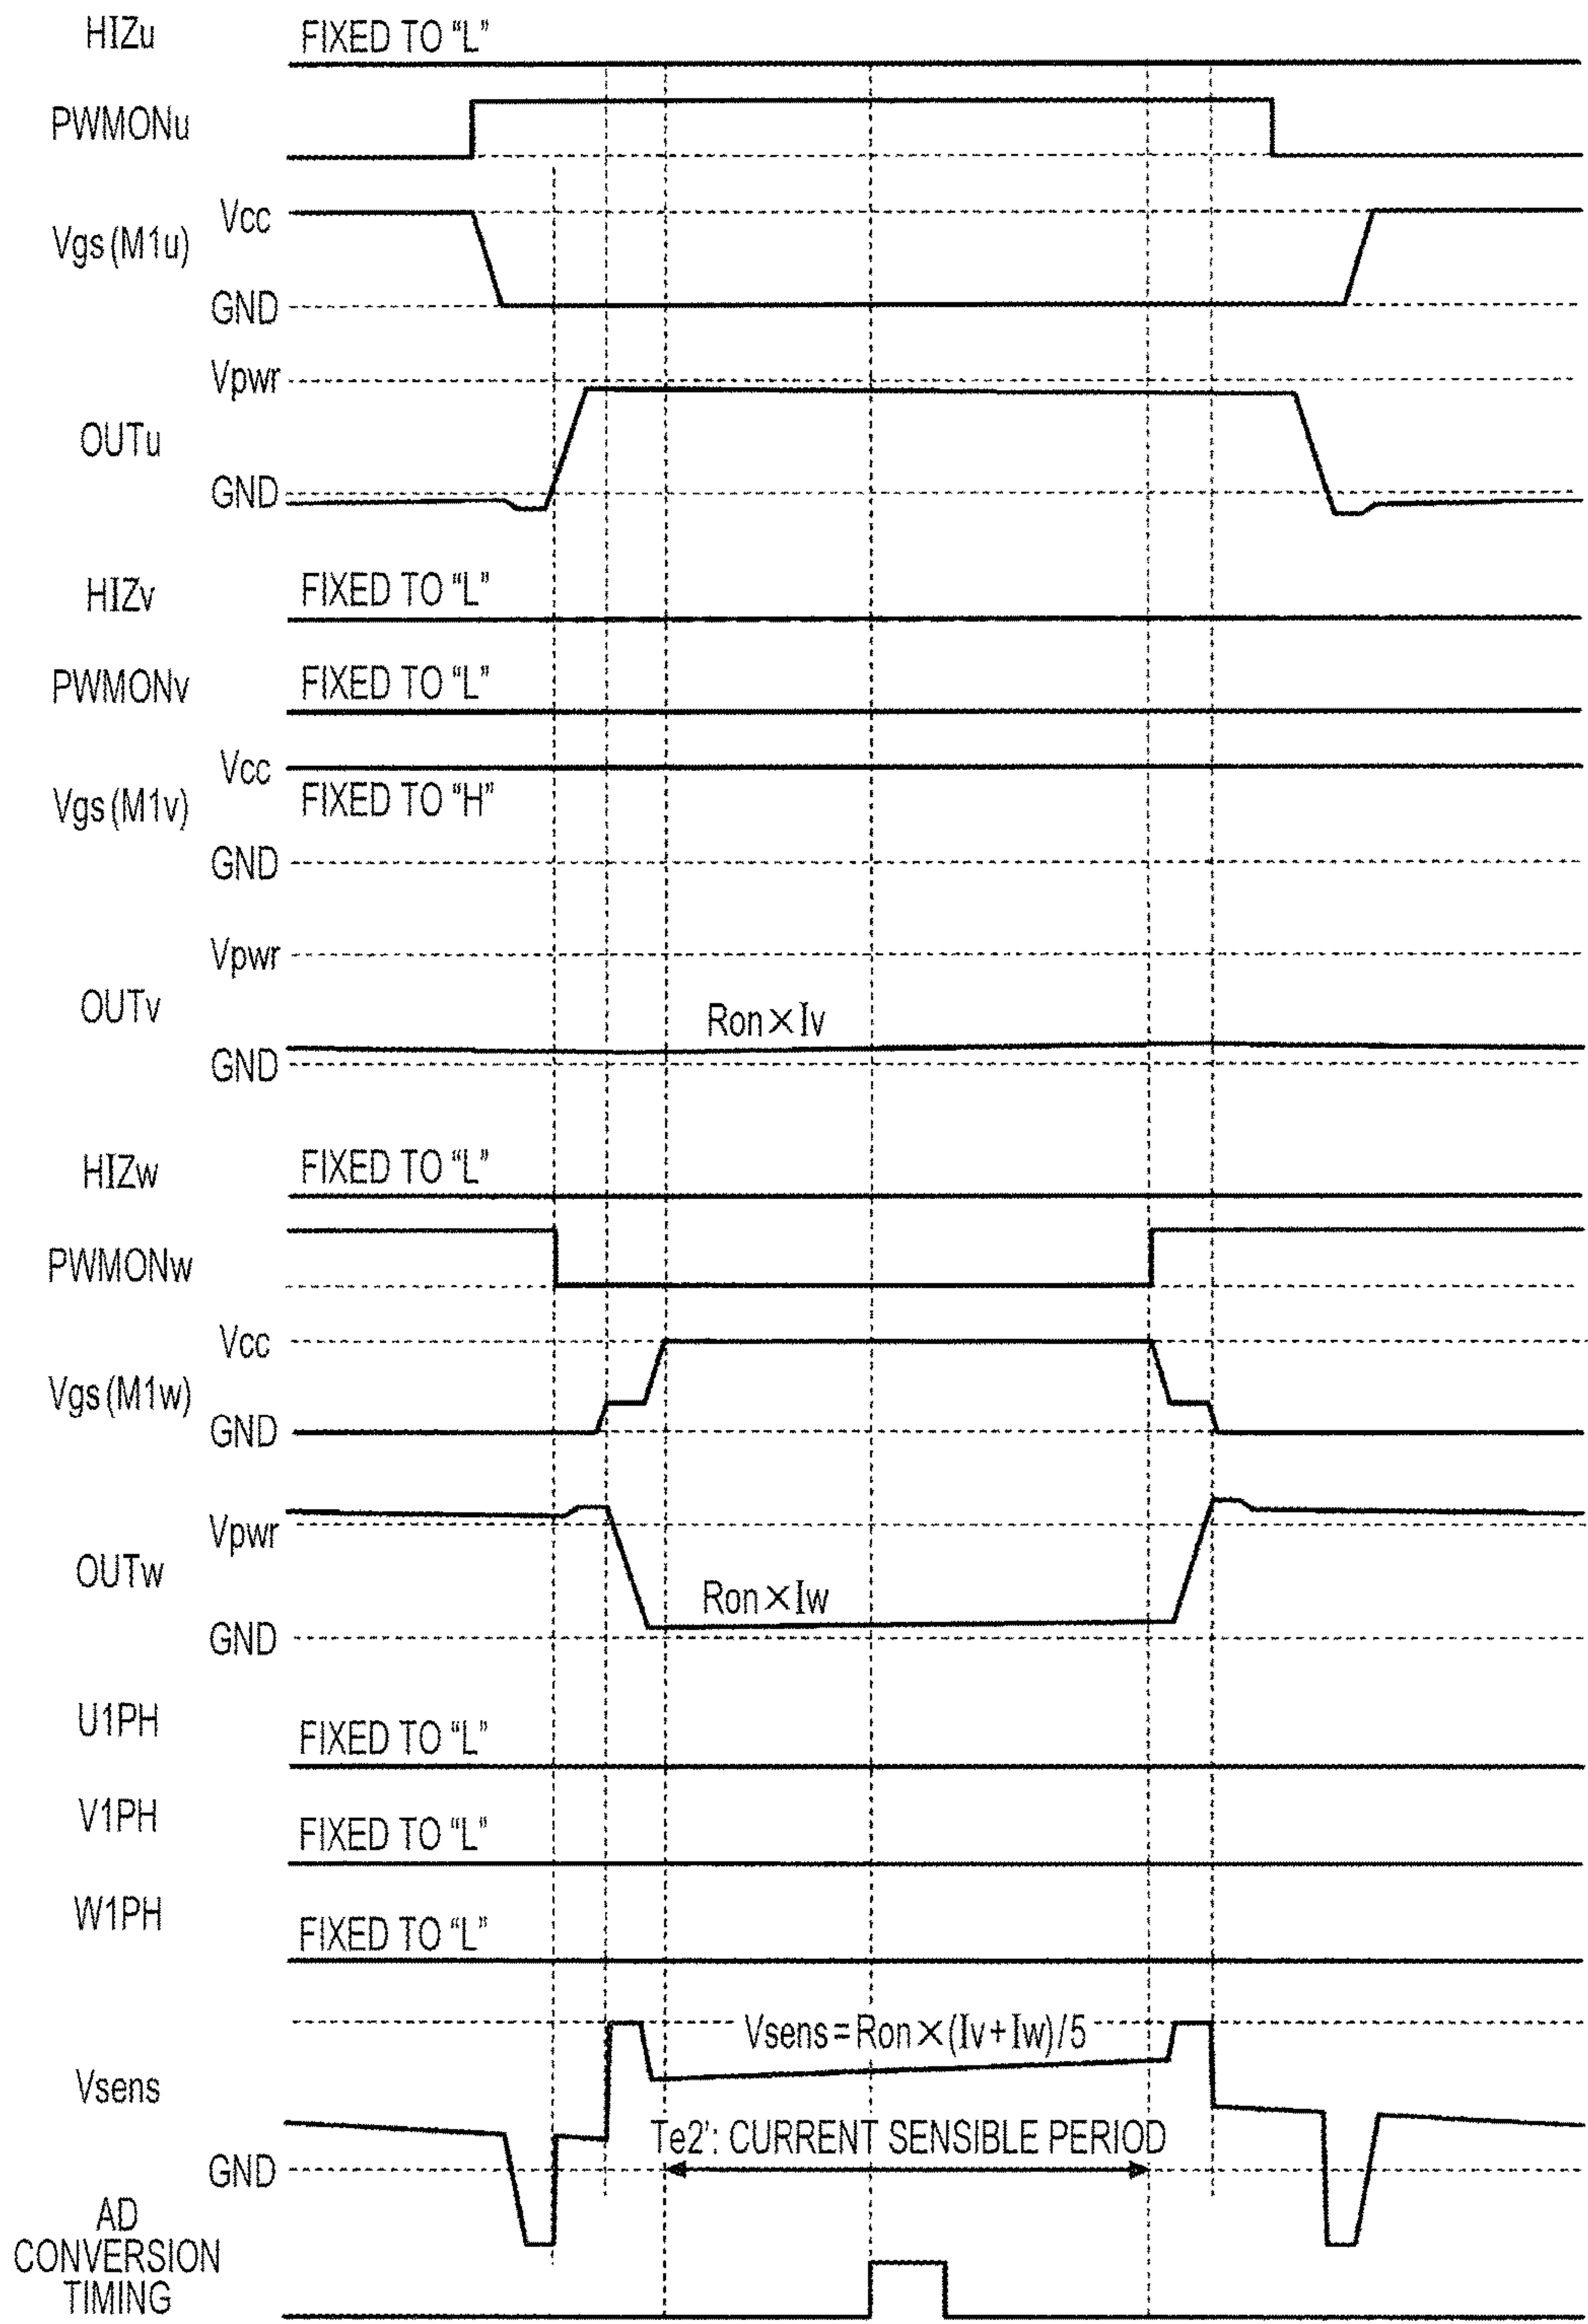 HIZu
FIXED TO “L”
PWMONu
Vcc
Vgs(M1u)
GND
Vpwr
OUTu
GND
HIZv
FIXED TO “L”
PWMONv
FIXED TO “L”
Vcc
Vgs(M1v)
FIXED TO “H”
GND
Vpwr
OUTv
Ron×Iv
GND
HIZw
FIXED TO “L”
PWMONw
Vcc
Vgs(M1w)
GND
Vpwr
OUTw
Ron×Iw
GND
U1PH
FIXED TO “L”
V1PH
FIXED TO “L”
W1PH
FIXED TO “L”
Vsens=Ron×(Iv+Iw)/5
Vsens
Te2': CURRENT SENSIBLE PERIOD
GND
AD
CONVERSION
TIMING